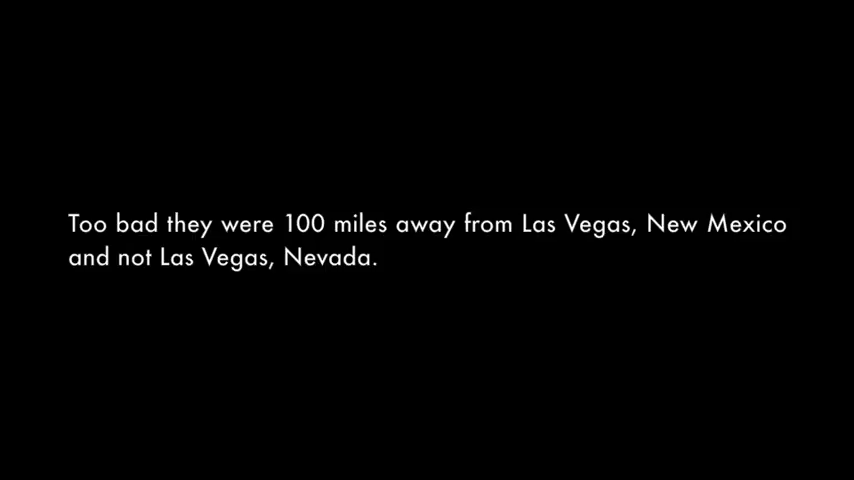 Too bad they were 100 miles away from Las Vegas, New Mexico
and not Las Vegas, Nevada.